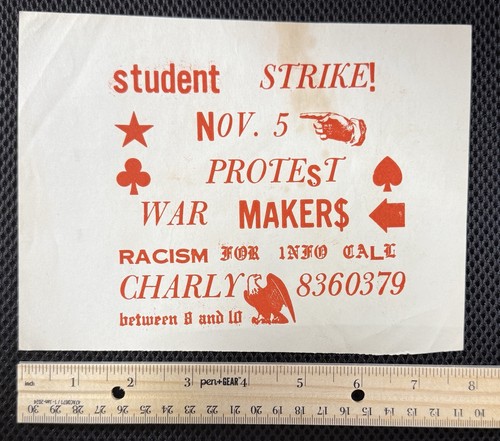 student STRIKE!
NOV. 5
PROTEsT
WAR MAKER$
RACISM FOR INFO CALL
CHARLY 8360379
between 8 and 10
inch 1 2 3 pen+GEAR 4 5 6 7 8
30 29 28 27 26 25 24 23 22 21 20 19 18 17 16 15 14 13 12 11 10